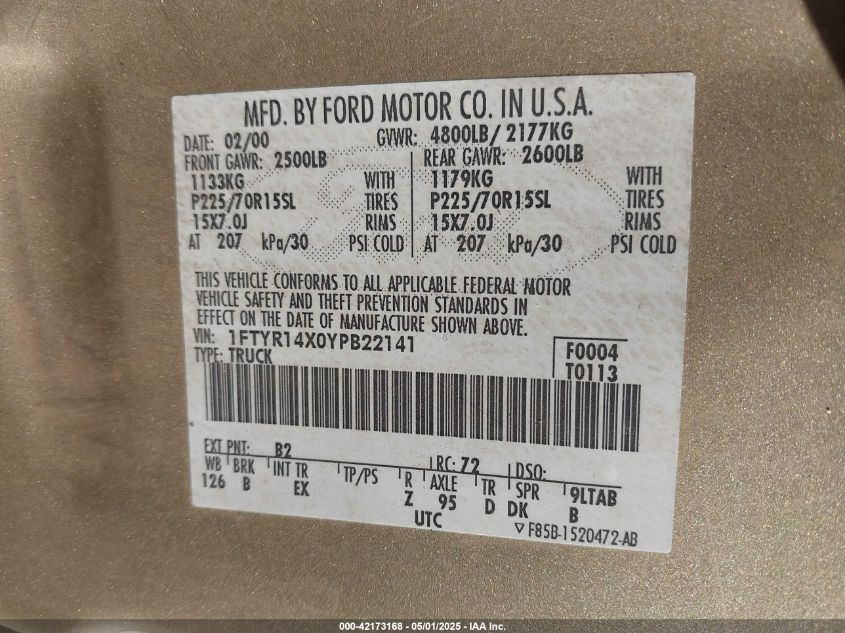 MFD. BY FORD MOTOR CO. IN U.S.A.
DATE: 02/00 GVWR: 4800LB/ 2177KG
FRONT GAWR: 2500LB REAR GAWR: 2600LB
1133KG WITH 1179KG WITH
P225/70R15SL TIRES P225/70R15SL TIRES
15X7.0J RIMS 15X7.0J RIMS
AT 207 kPa/30 PSI COLD AT 207 kPa/30 PSI COLD
THIS VEHICLE CONFORMS TO ALL APPLICABLE FEDERAL MOTOR
VEHICLE SAFETY AND THEFT PREVENTION STANDARDS IN
EFFECT ON THE DATE OF MANUFACTURE SHOWN ABOVE.
VIN: 1FTYR14X0YPB22141
TYPE: TRUCK
F0004
T0113
EXT PNT: B2 RC: 72 DSO:
WB BRK INT TR TP/PS R AXLE TR SPR 9LTAB
126 B EX Z 95 D DK B
UTC
▽ F85B-1520472-AB
000-42173168 - 05/01/2025 - IAA Inc.